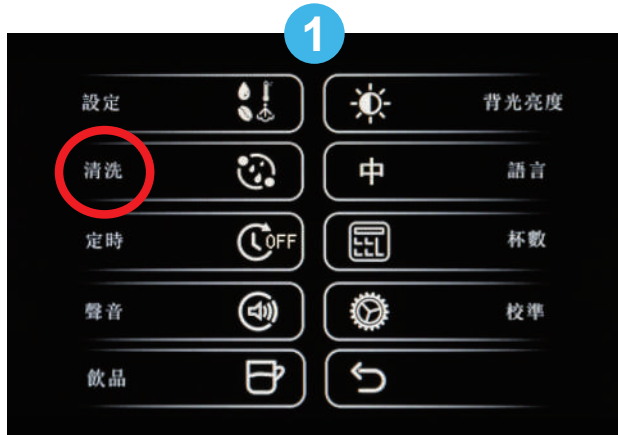 1
設定
背光亮度
清洗
中
語言
定時
OFF
杯數
聲音
校準
飲品